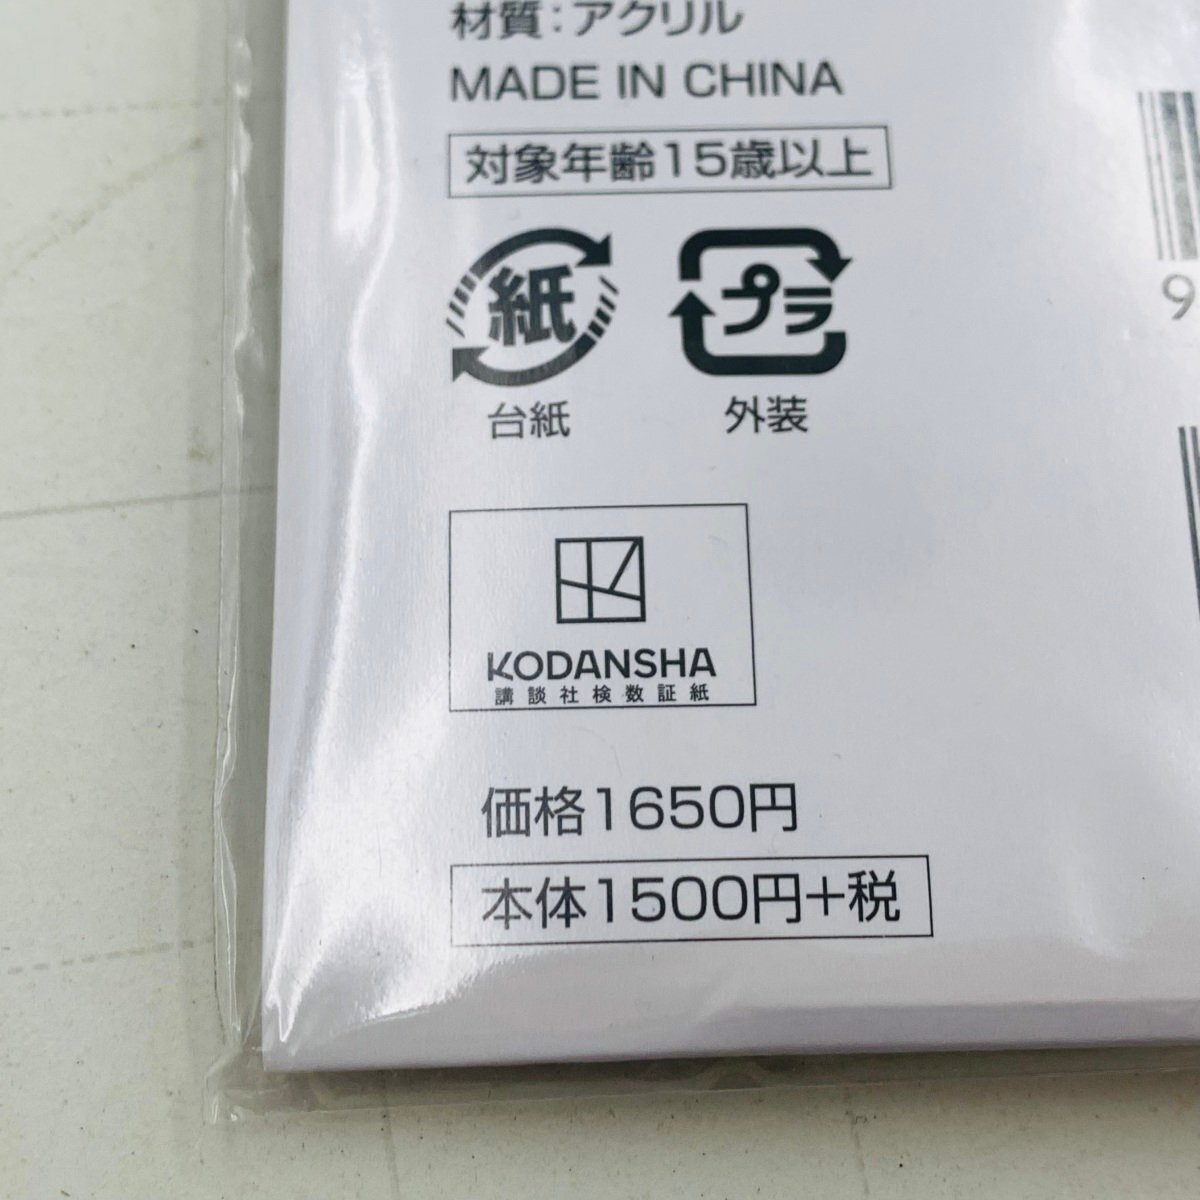 材質:アクリル
MADE IN CHINA
対象年齢15歳以上
紙
プラ
台紙
外装
KODANSHA
講談社検数証紙
価格1650円
本体1500円+税
9